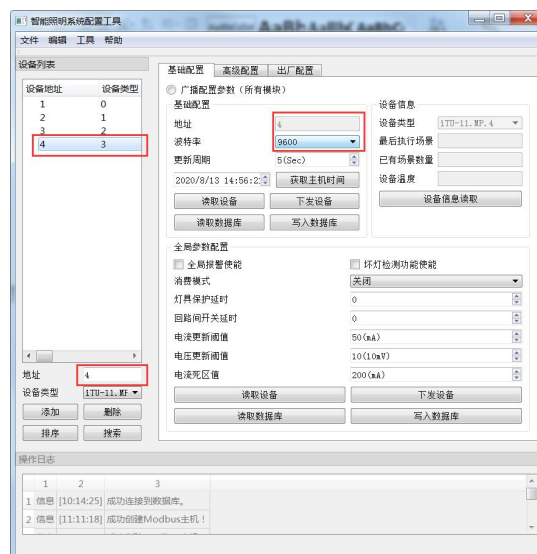 智能照明系统配置工具
文件 编辑 工具 帮助
设备列表
设备地址 设备类型
1 0
2 1
3 2
4 3
地址 4
设备类型 iTU-11.MF
添加 删除
排序 搜索
基础配置 高级配置 出厂配置
广播配置参数（所有模块）
基础配置
地址 4
波特率 9600
更新周期 5(Sec)
2020/8/13 14:56:2 获取主机时间
读取设备 下发设备
读取数据库 写入数据库
设备信息
设备类型 iTU-11.MF.4
最后执行场景
已有场景数量
设备温度
设备信息读取
全局参数配置
全局报警使能 坏灯检测功能使能
消费模式 关闭
灯具保护延时 0
回路间开关延时 0
电流更新阈值 50(mA)
电压更新阈值 10(10mV)
电流死区值 200(mA)
读取设备 下发设备
读取数据库 写入数据库
操作日志
1 2 3
1 信息 [10:14:25] 成功连接到数据库。
2 信息 [11:11:18] 成功创建Modbus主机！